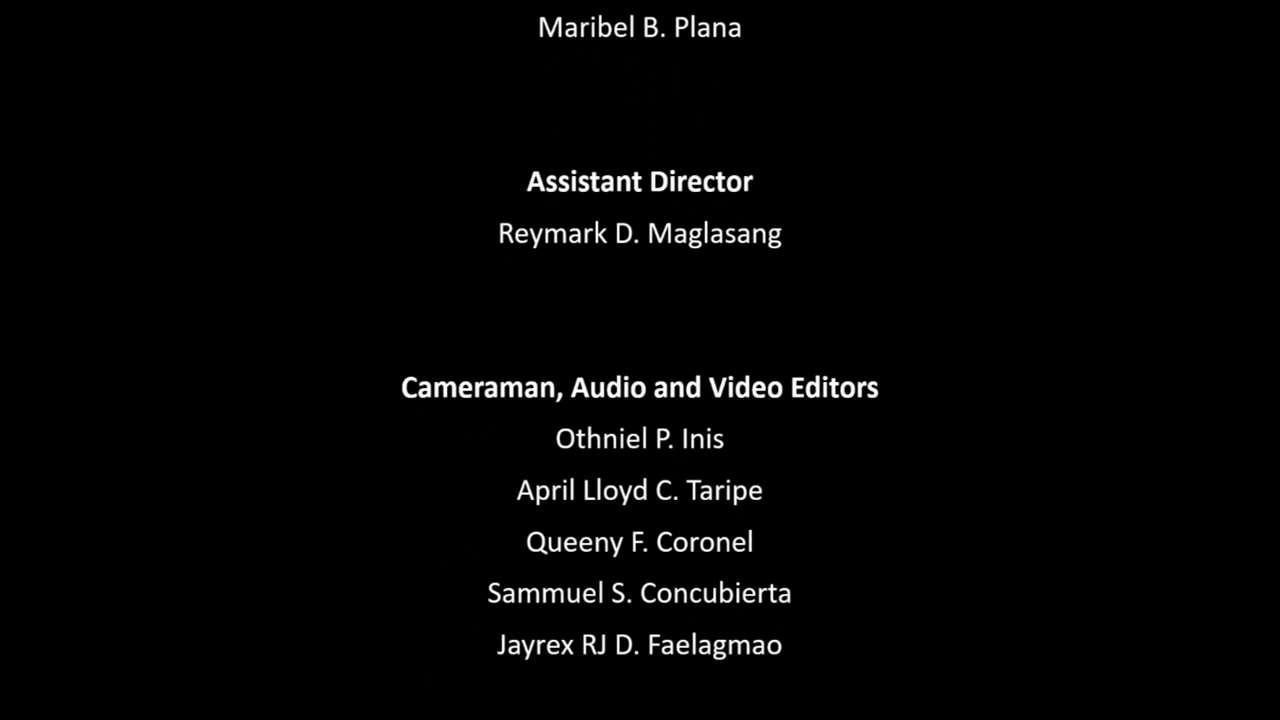 Maribel B. Plana
Assistant Director
Reymark D. Maglasang
Cameraman, Audio and Video Editors
Othniel P. Inis
April Lloyd C. Taripe
Queeny F. Coronel
Sammuel S. Concubierta
Jayrex RJ D. Faelagmao